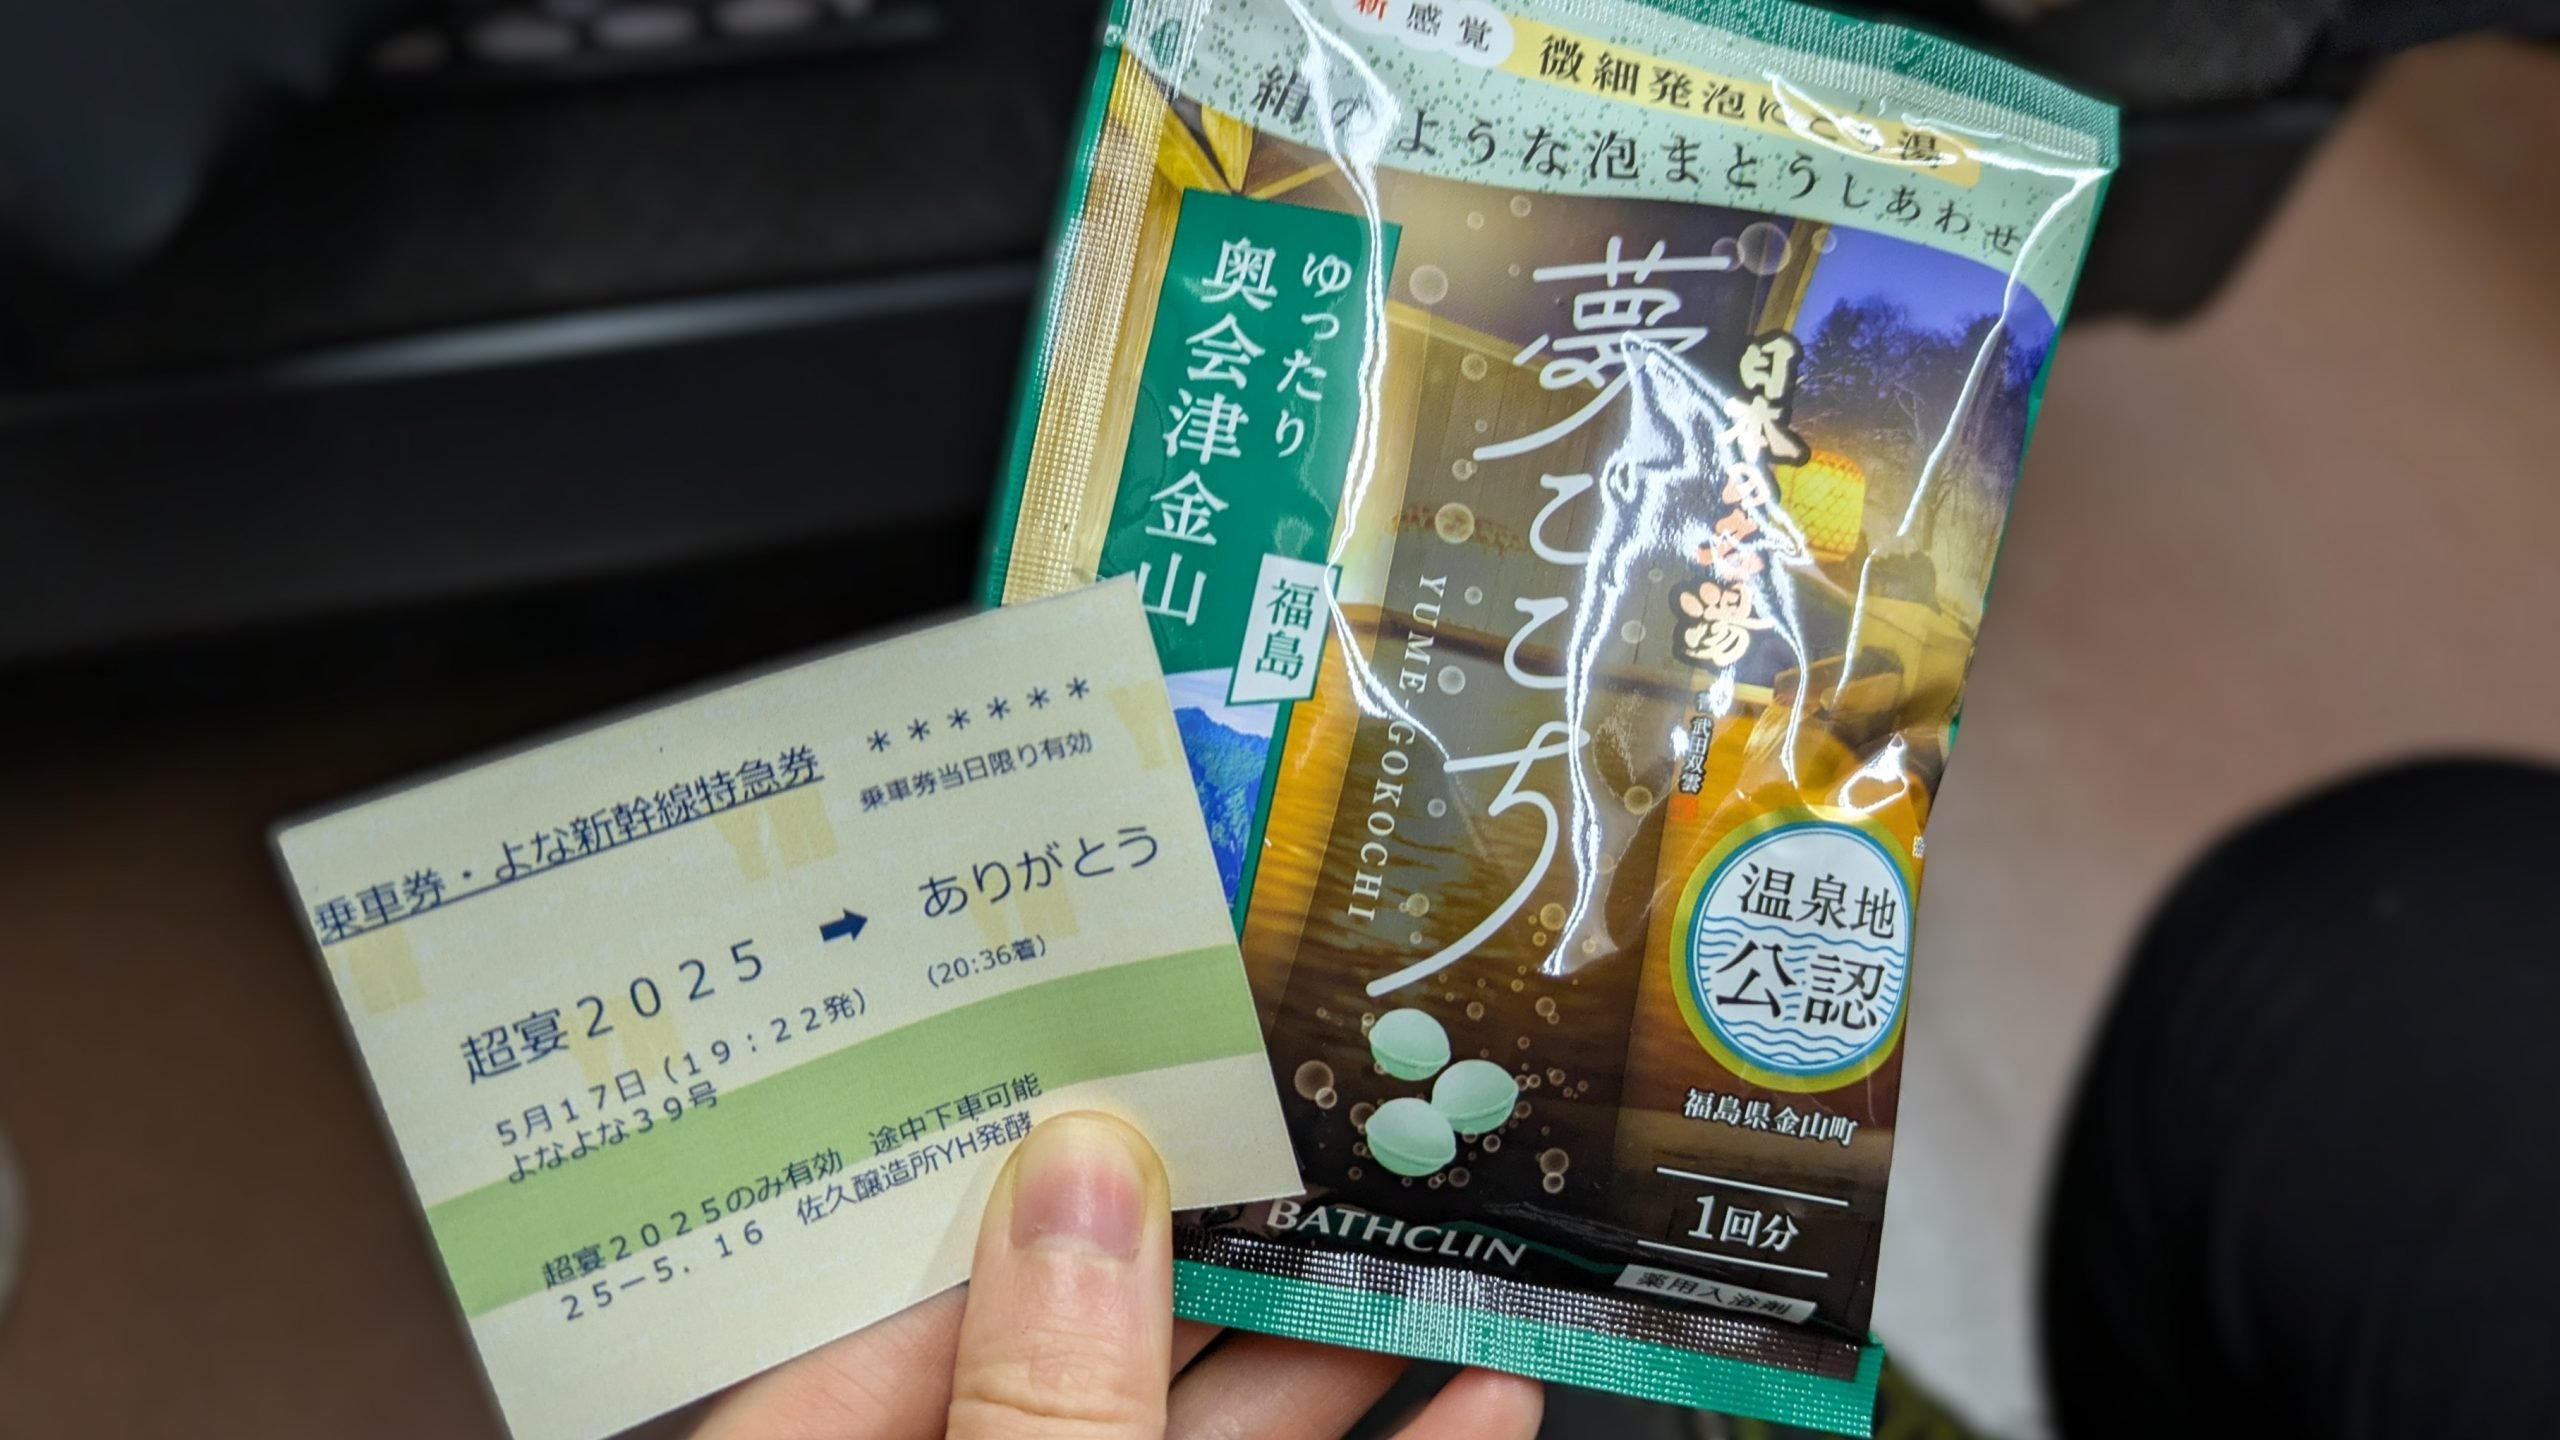 乗車券・よな新幹線特急券
＊＊＊＊＊＊
乗車券当日限り有効
超宴２０２５ ➡ ありがとう
5月１７日（１９：２２発） (20:36着)
よなよな３９号
超宴２０２５のみ有効 途中下車可能
２５－５．１６ 佐久醸造所YH発酵
新感覚
微細発泡にごり湯
絹のような泡まとうしあわせ
ゆったり
奥会津金山
福島
日本の名湯
夢ごこち
YUME-GOKOCHI
書 武田双雲
温泉地
公認
福島県金山町
1回分
BATHCLIN
薬用入浴剤